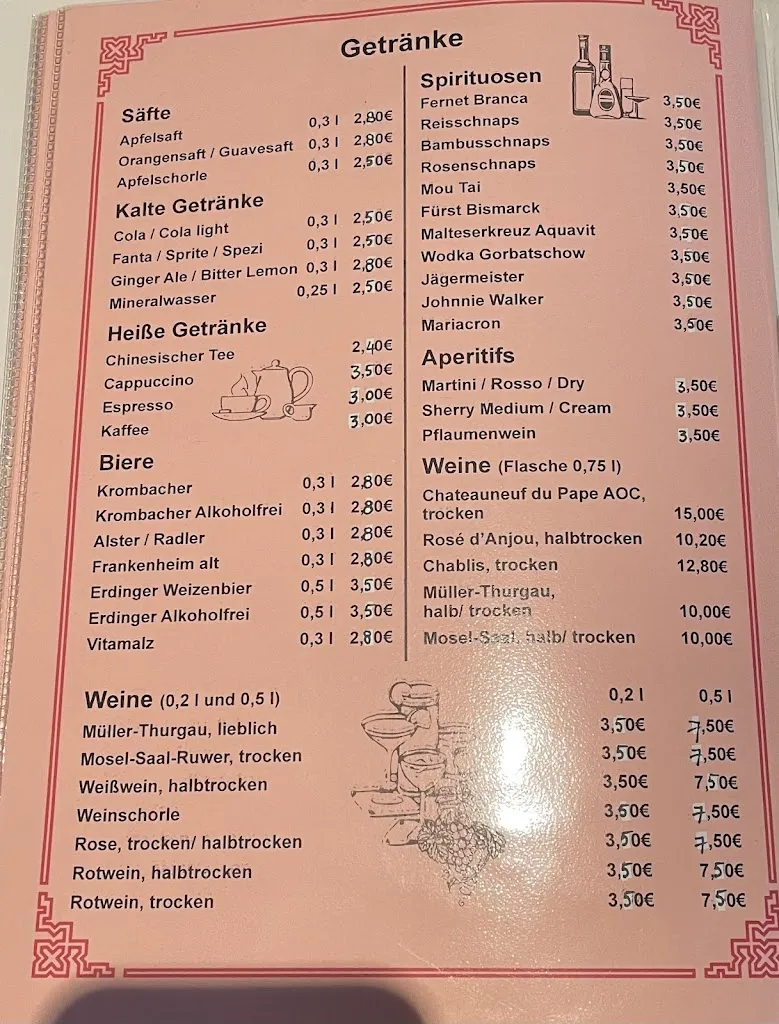 Getränke
Säfte
Apfelsaft 0,3 l 2,80€
Orangensaft / Guavesaft 0,3 l 2,80€
Apfelschorle 0,3 l 2,50€
Kalte Getränke
Cola / Cola light 0,3 l 2,50€
Fanta / Sprite / Spezi 0,3 l 2,50€
Ginger Ale / Bitter Lemon 0,3 l 2,80€
Mineralwasser 0,25 l 2,50€
Heiße Getränke
Chinesischer Tee 2,40€
Cappuccino 3,50€
Espresso 3,00€
Kaffee 3,00€
Biere
Krombacher 0,3 l 2,80€
Krombacher Alkoholfrei 0,3 l 2,80€
Alster / Radler 0,3 l 2,80€
Frankenheim alt 0,3 l 2,80€
Erdinger Weizenbier 0,5 l 3,50€
Erdinger Alkoholfrei 0,5 l 3,50€
Vitamalz 0,3 l 2,80€
Spirituosen
Fernet Branca 3,50€
Reisschnaps 3,50€
Bambusschnaps 3,50€
Rosenschnaps 3,50€
Mou Tai 3,50€
Fürst Bismarck 3,50€
Malteserkreuz Aquavit 3,50€
Wodka Gorbatschow 3,50€
Jägermeister 3,50€
Johnnie Walker 3,50€
Mariacron 3,50€
Aperitifs
Martini / Rosso / Dry 3,50€
Sherry Medium / Cream 3,50€
Pflaumenwein 3,50€
Weine (Flasche 0,75 l)
Chateauneuf du Pape AOC,
trocken 15,00€
Rosé d'Anjou, halbtrocken 10,20€
Chablis, trocken 12,80€
Müller-Thurgau,
halb/ trocken 10,00€
Mosel-Saal, halb/ trocken 10,00€
Weine (0,2 l und 0,5 l) 0,2 l 0,5 l
Müller-Thurgau, lieblich 3,50€ 7,50€
Mosel-Saal-Ruwer, trocken 3,50€ 7,50€
Weißwein, halbtrocken 3,50€ 7,50€
Weinschorle 3,50€ 7,50€
Rose, trocken/ halbtrocken 3,50€ 7,50€
Rotwein, halbtrocken 3,50€ 7,50€
Rotwein, trocken 3,50€ 7,50€